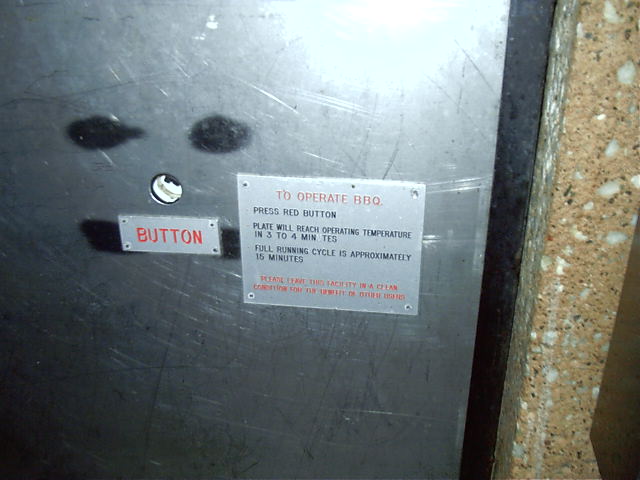 BUTTON
TO OPERATE BBQ.
PRESS RED BUTTON
PLATE WILL REACH OPERATING TEMPERATURE
IN 3 TO 4 MIN TES
FULL RUNNING CYCLE IS APPROXIMATELY
15 MINUTES
PLEASE LEAVE THIS FACILITY IN A CLEAN
CONDITION FOR THE BENEFIT OF OTHER USERS